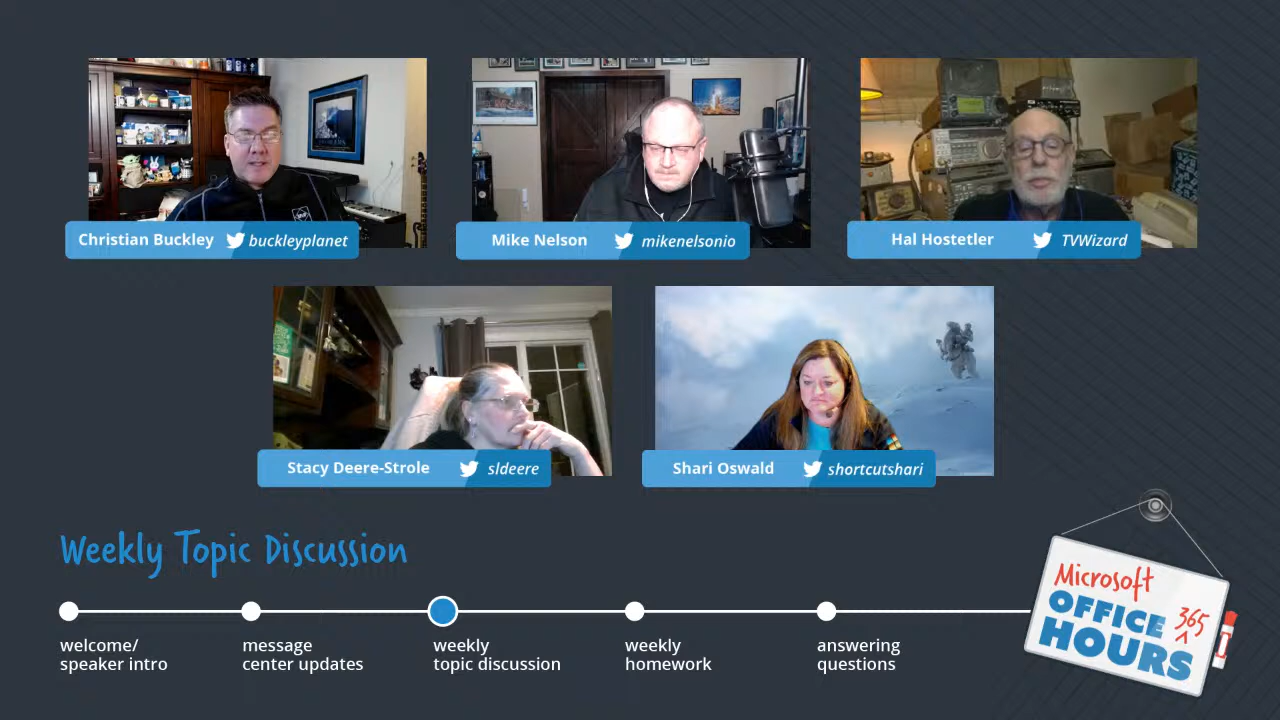 Christian Buckley buckleyplanet
Mike Nelson mikenelsonio
Hal Hostetler TVWizard
Stacy Deere-Strole sldeere
Shari Oswald shortcutshari
Weekly Topic Discussion
welcome/
speaker intro
message
center updates
weekly
topic discussion
weekly
homework
answering
questions
Microsoft
OFFICE 365
HOURS